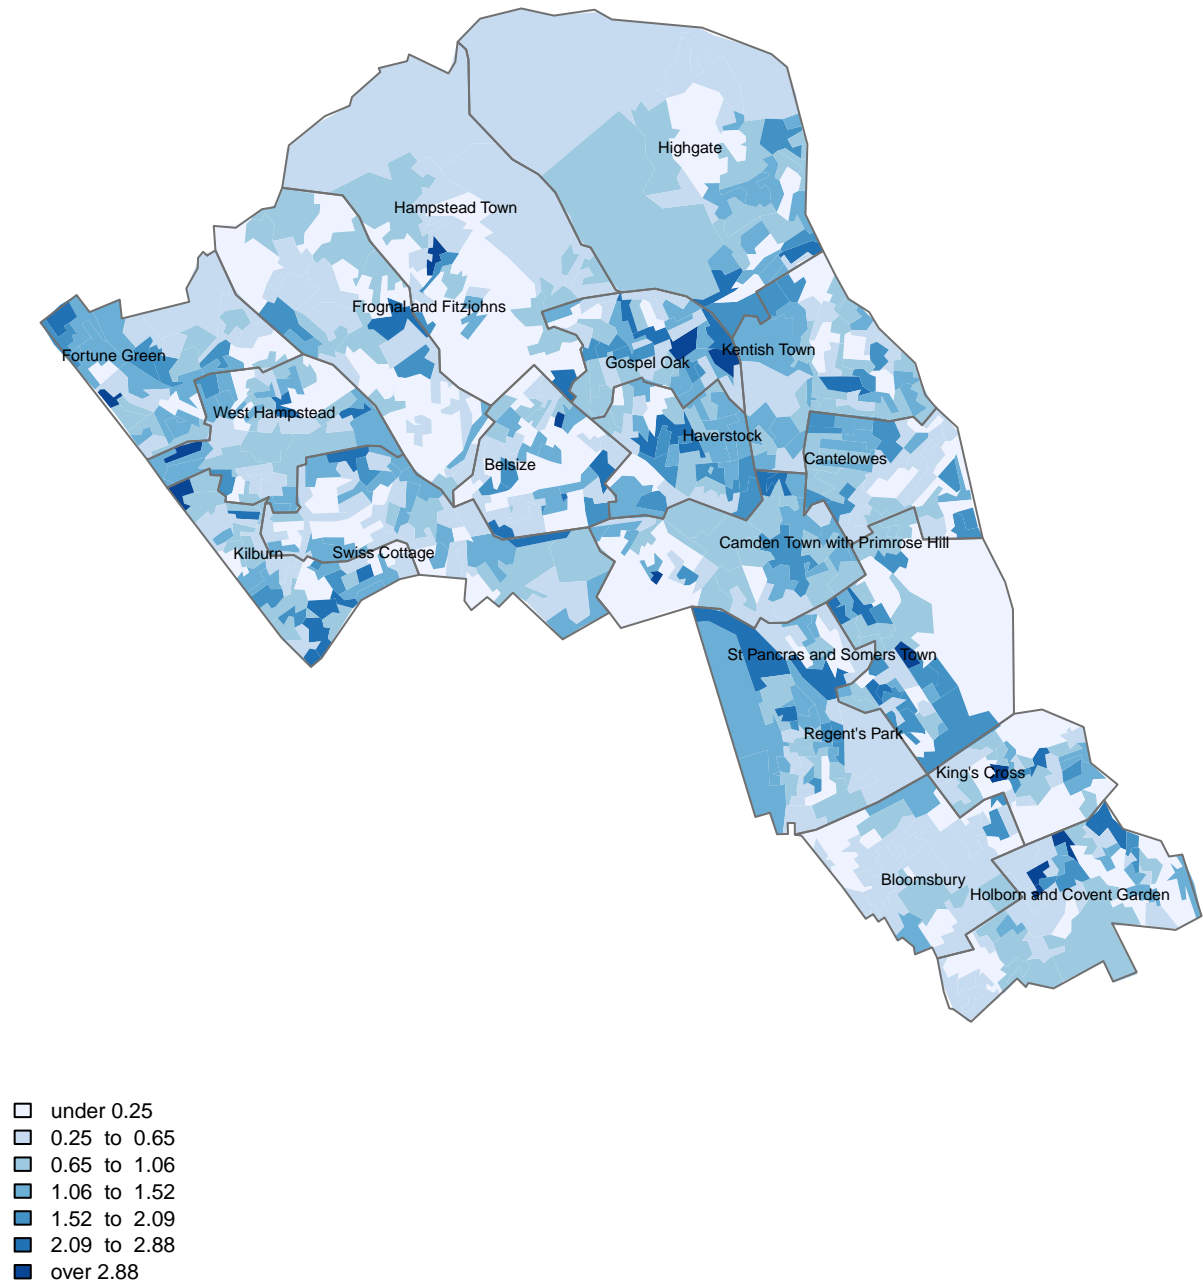 Highgate
Hampstead Town
Frognal and Fitzjohns
Fortune Green
Gospel Oak
Kentish Town
West Hampstead
Haverstock
Belsize
Cantelowes
Camden Town with Primrose Hill
Kilburn
Swiss Cottage
St Pancras and Somers Town
Regent's Park
King's Cross
Bloomsbury
Holborn and Covent Garden
under 0.25
0.25 to 0.65
0.65 to 1.06
1.06 to 1.52
1.52 to 2.09
2.09 to 2.88
over 2.88